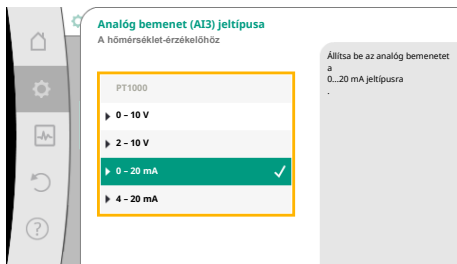 Analóg bemenet (AI3) jeltípusa
A hőmérséklet-érzékelőhöz
PT1000
0 – 10 V
2 – 10 V
0 – 20 mA
4 – 20 mA
Állítsa be az analóg bemenetet
a
0...20 mA jeltípusra
.